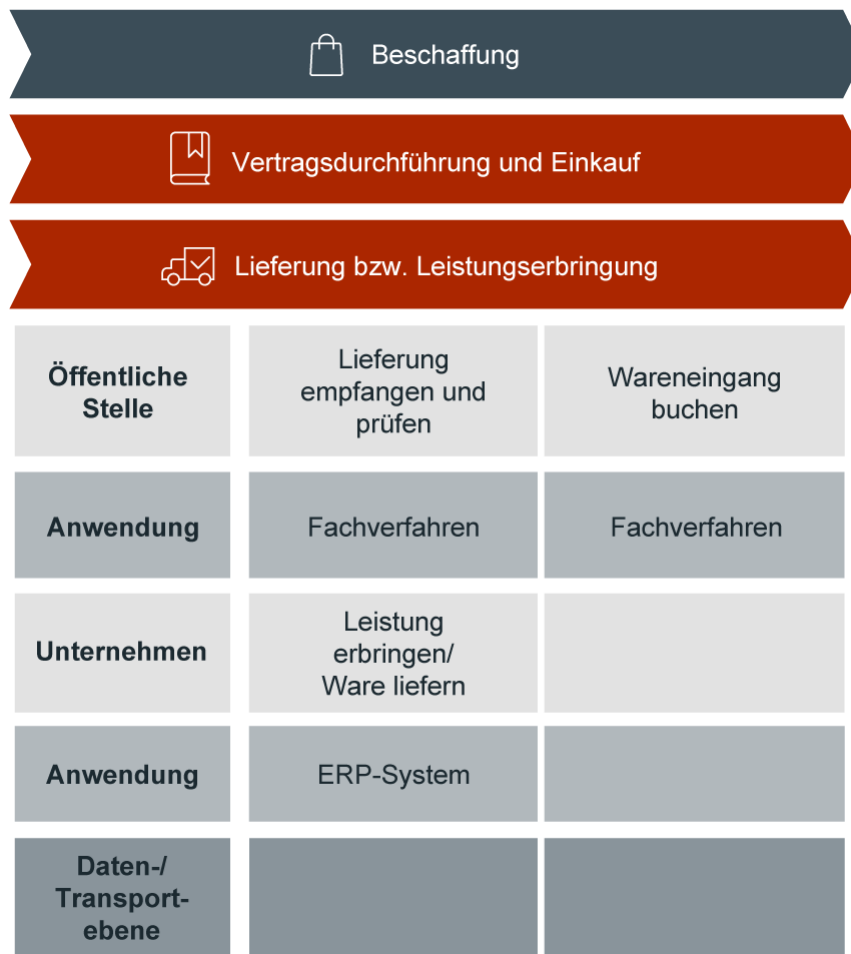 Beschaffung
Vertragsdurchführung und Einkauf
Lieferung bzw. Leistungserbringung
Öffentliche
Stelle
Lieferung
empfangen und
prüfen
Wareneingang
buchen
Anwendung
Fachverfahren
Fachverfahren
Unternehmen
Leistung
erbringen/
Ware liefern
Anwendung
ERP-System
Daten-/
Transport-
ebene